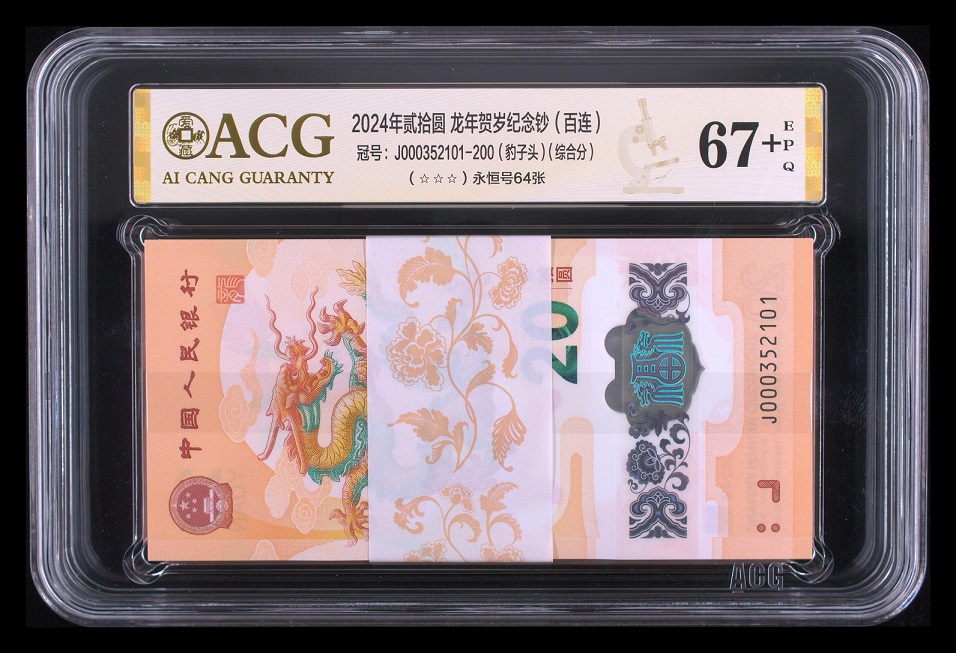 ACG
AI CANG GUARANTY
2024年贰拾圆 龙年贺岁纪念钞（百连）
冠号：J000352101-200（豹子头）（综合分）
（☆☆☆）永恒号64张
67+
EPQ
中国人民银行
20
圆
J000352101
ACG